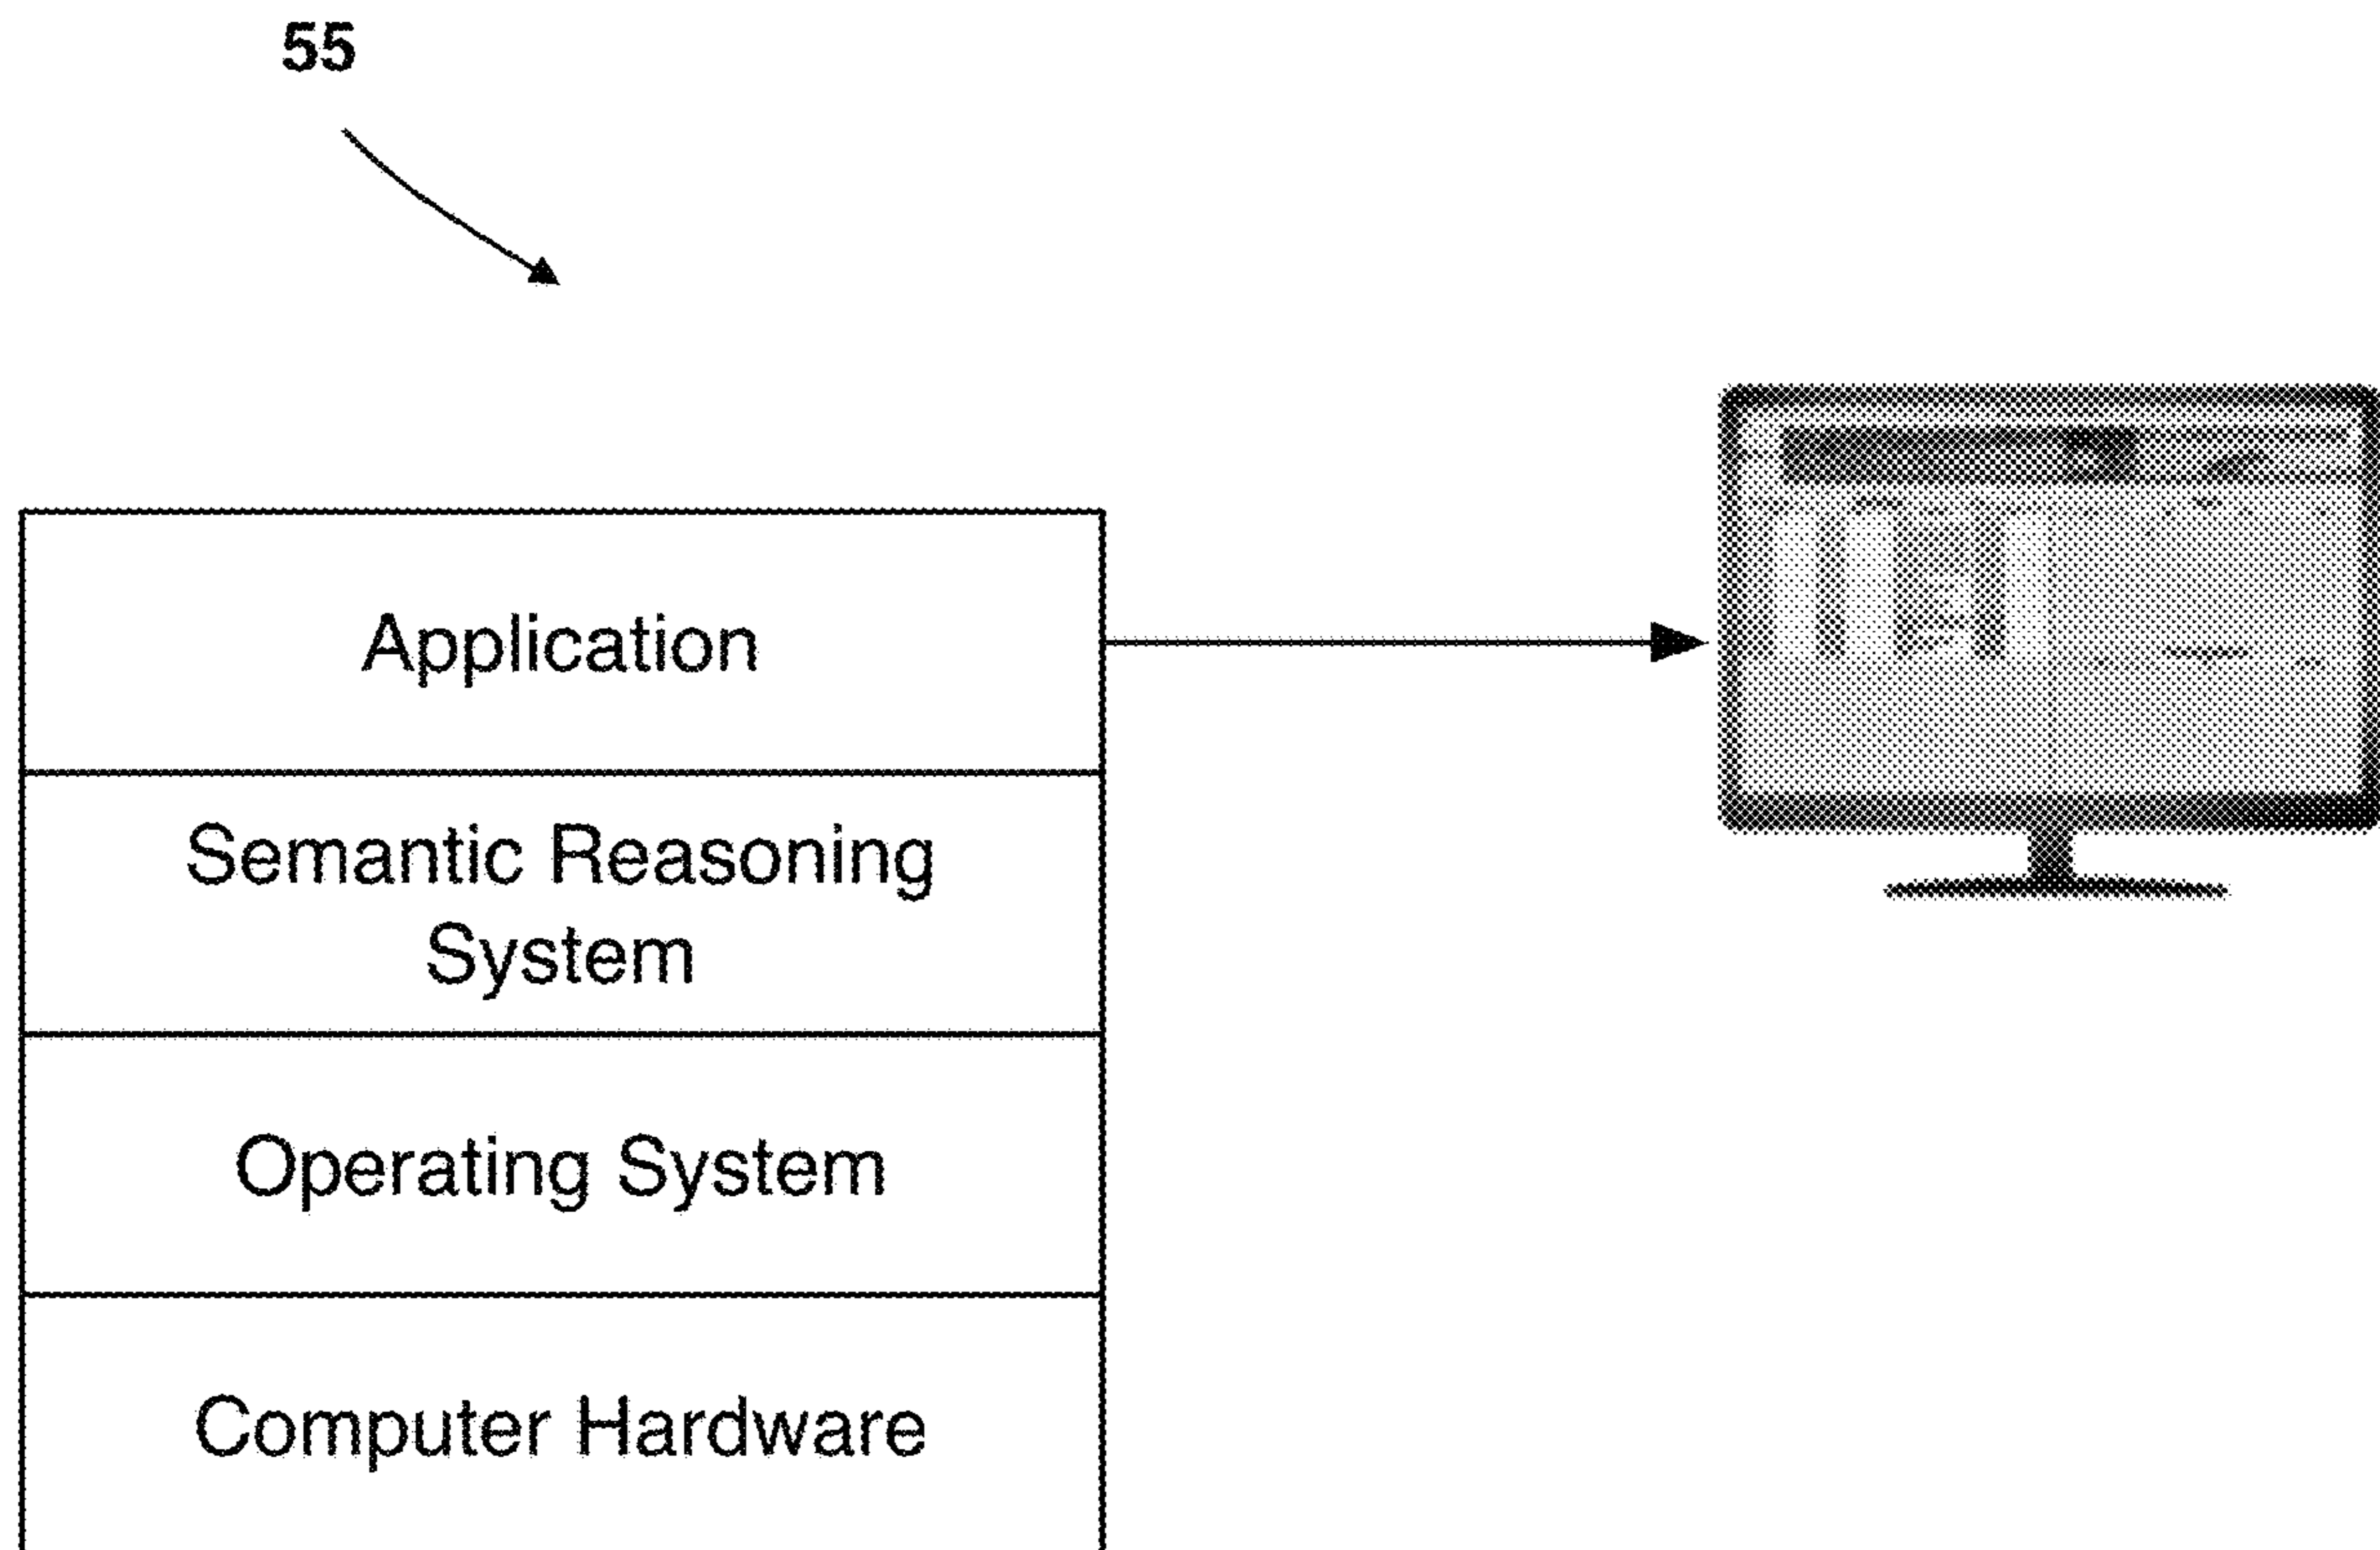 55
Application
Semantic Reasoning
System
Operating System
Computer Hardware